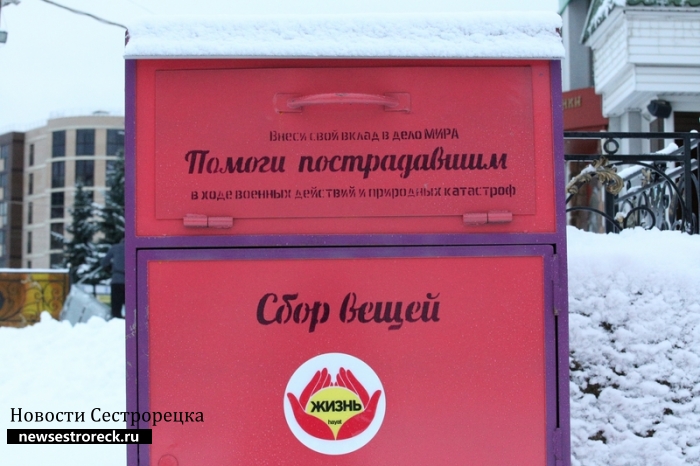 Внеси свой вклад в дело МИРА
Помоги пострадавшим
в ходе военных действий и природных катастроф
Сбор вещей
ЖИЗНЬ
hayat
Новости Сестрорецка
newsestroreck.ru